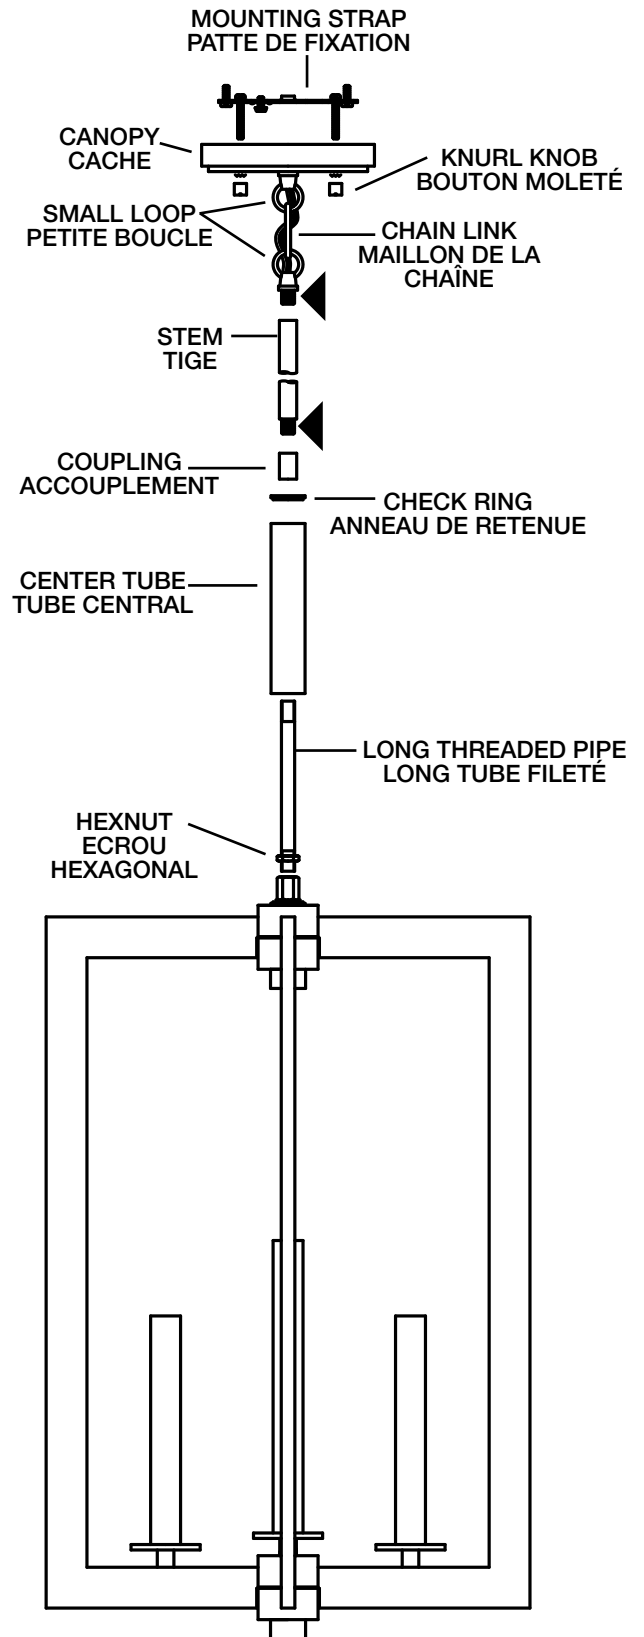 MOUNTING STRAP
PATTE DE FIXATION
CANOPY
CACHE
KNURL KNOB
BOUTON MOLETÉ
SMALL LOOP
PETITE BOUCLE
CHAIN LINK
MAILLON DE LA
CHAÎNE
STEM
TIGE
COUPLING
ACCOUPLEMENT
CHECK RING
ANNEAU DE RETENUE
CENTER TUBE
TUBE CENTRAL
LONG THREADED PIPE
LONG TUBE FILETÉ
HEXNUT
ECROU
HEXAGONAL